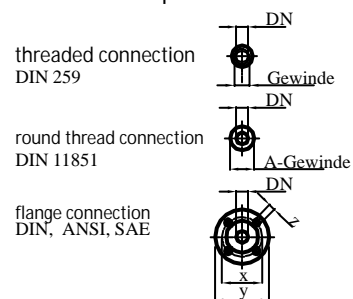 DN
threaded connection
DIN 259
Gewinde
DN
round thread connection
DIN 11851
A-Gewinde
DN
flange connection
DIN, ANSI, SAE
z
x
y